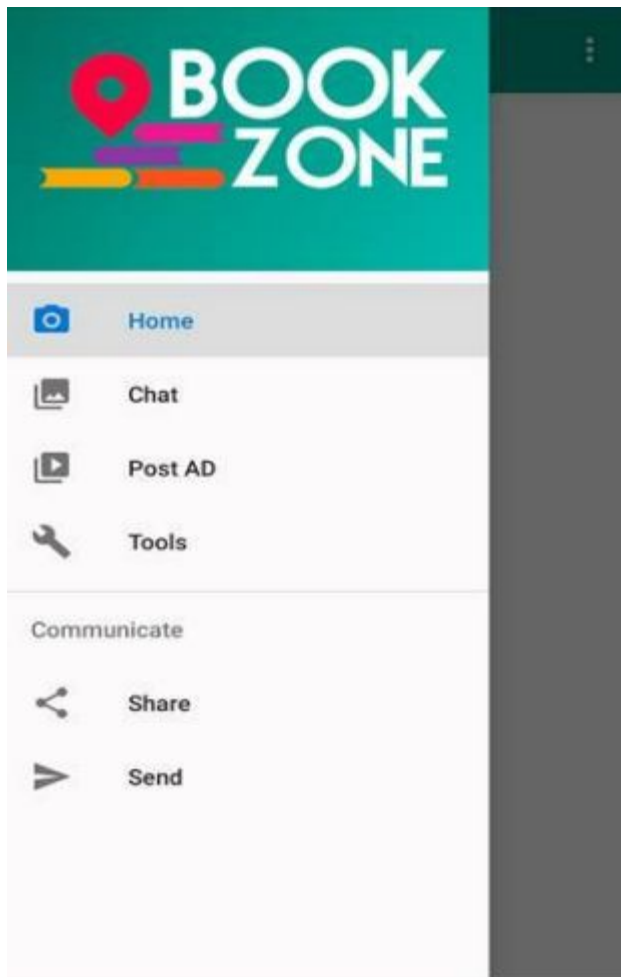 BOOK
ZONE
Home
Chat
Post AD
Tools
Communicate
Share
Send